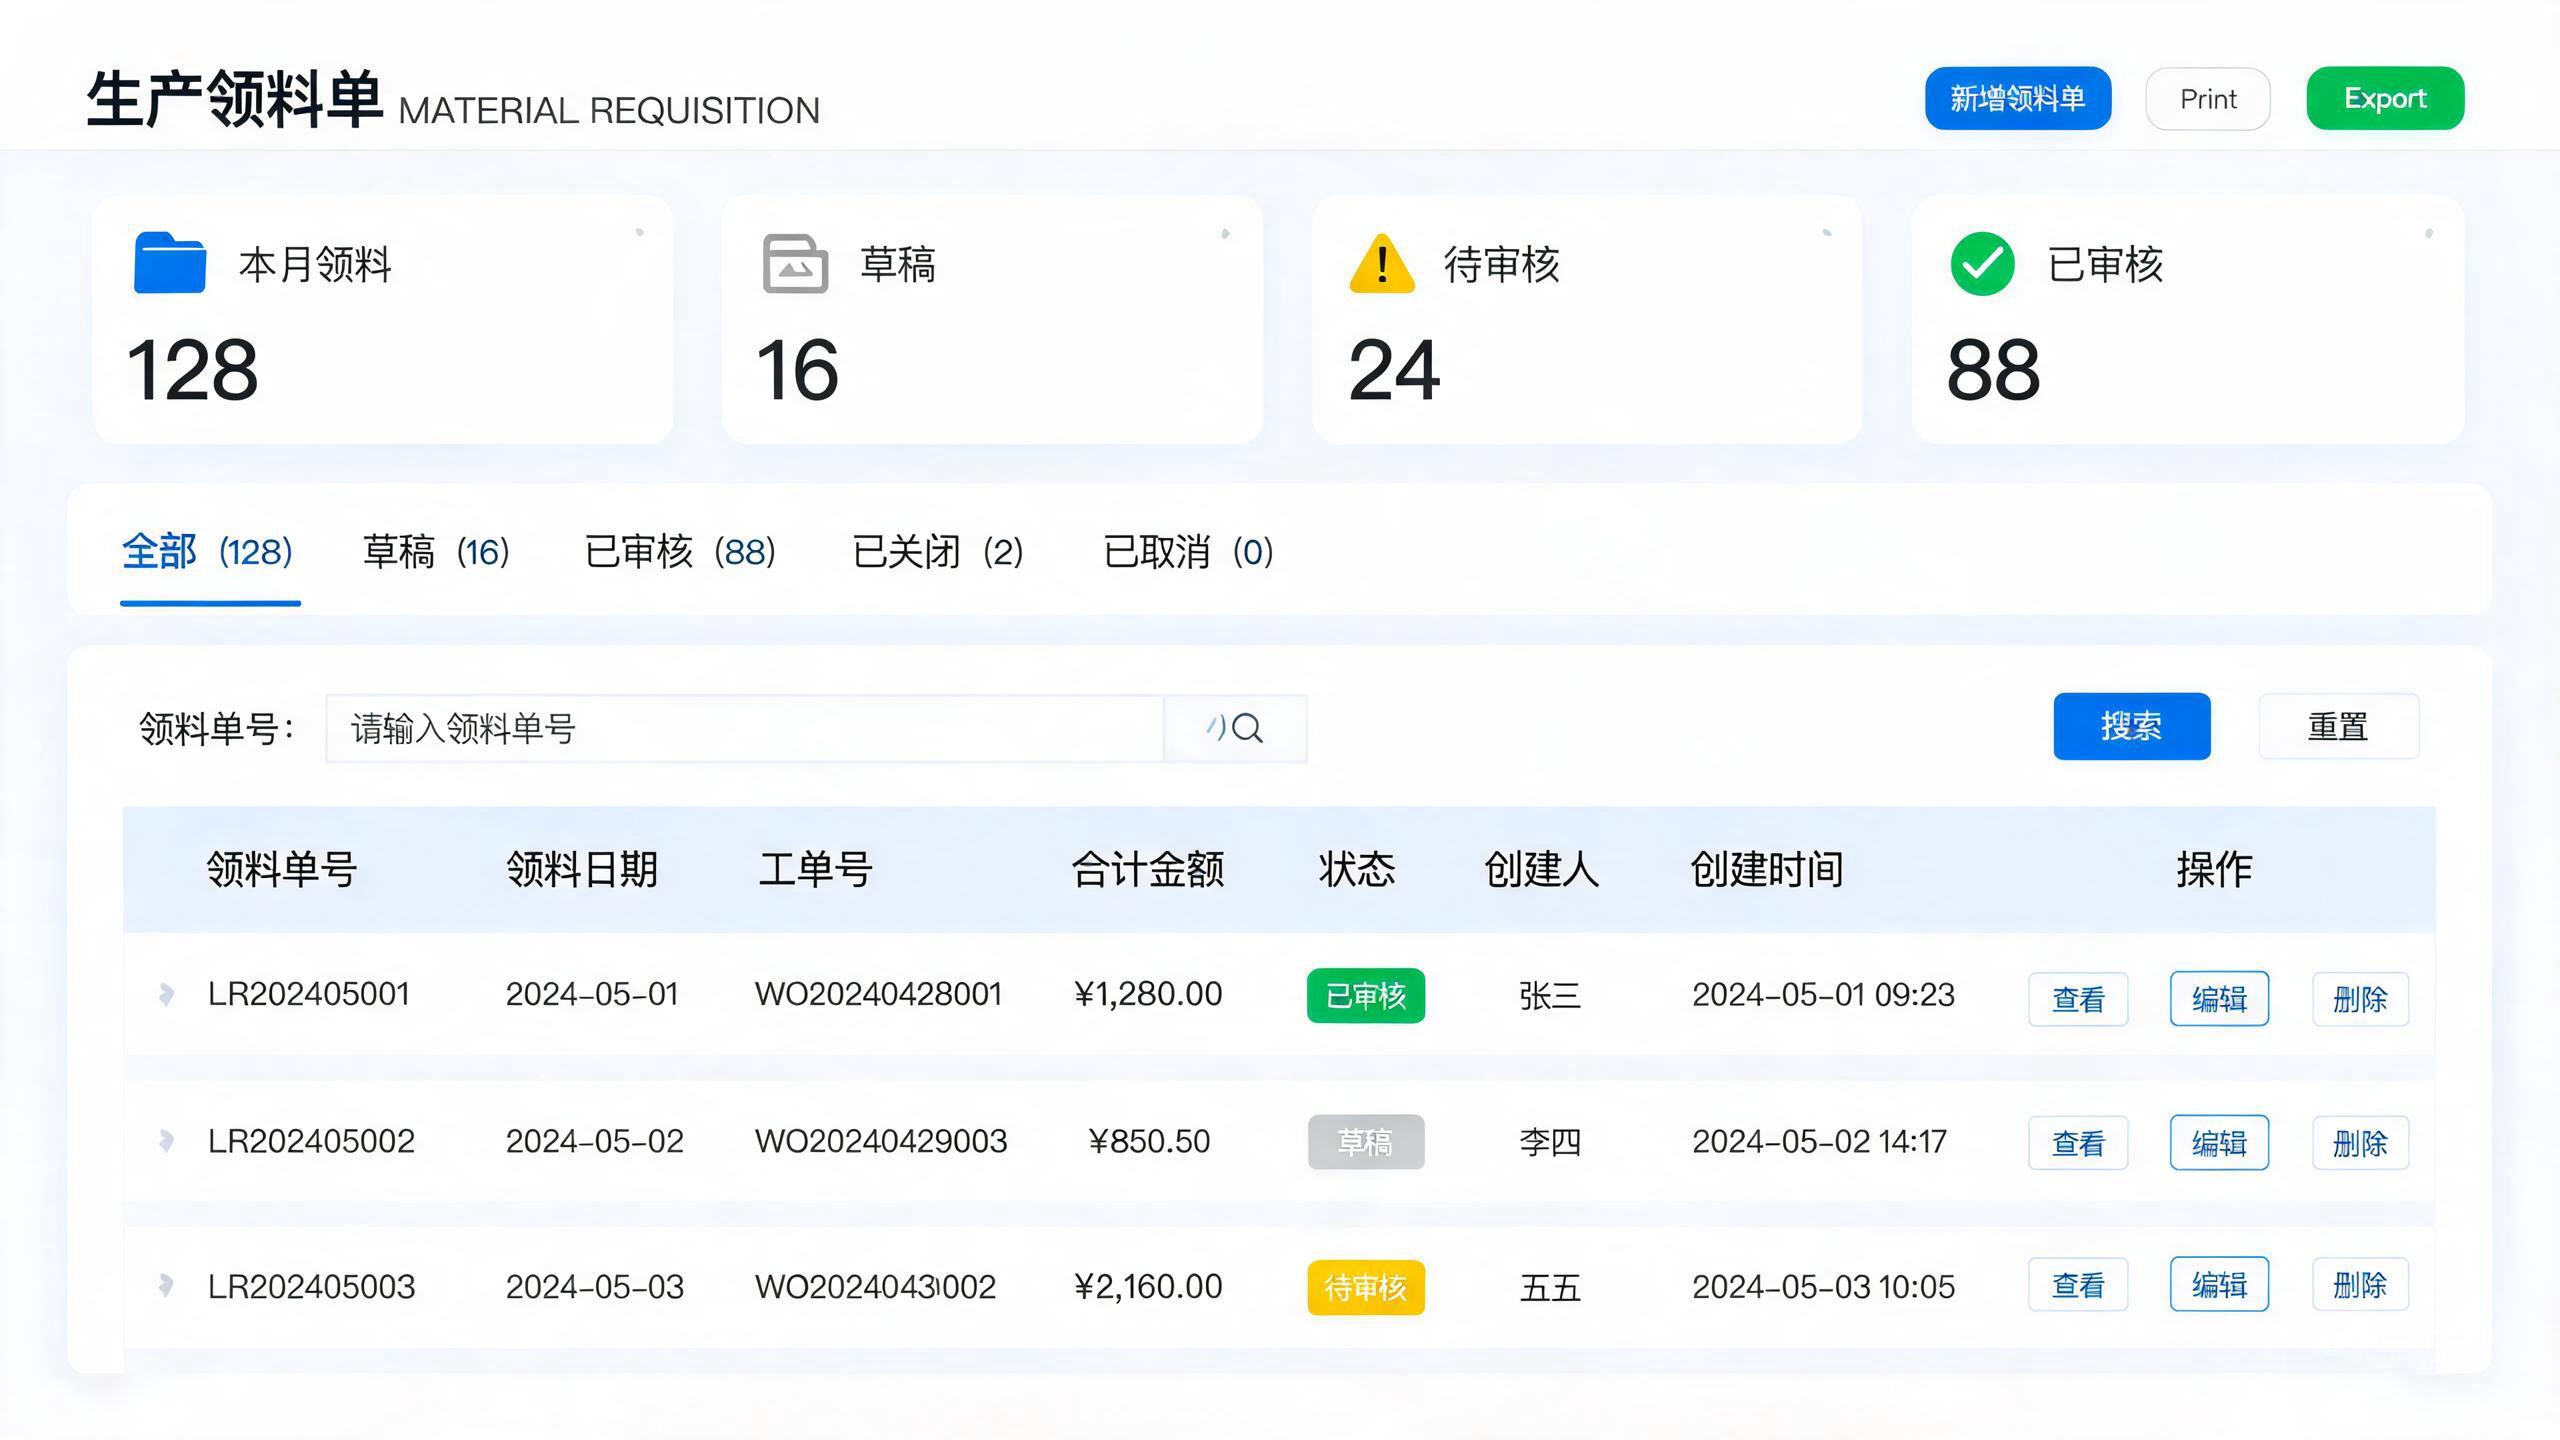 生产领料单 MATERIAL REQUISITION
新增领料单 Print Export
本月领料 草稿 待审核 已审核
128 16 24 88
全部 (128) 草稿 (16) 已审核 (88) 已关闭 (2) 已取消 (0)
领料单号： 请输入领料单号 搜索 重置
领料单号 领料日期 工单号 合计金额 状态 创建人 创建时间 操作
LR202405001 2024-05-01 WO20240428001 ¥1,280.00 已审核 张三 2024-05-01 09:23 查看 编辑 删除
LR202405002 2024-05-02 WO20240429003 ¥850.50 草稿 李四 2024-05-02 14:17 查看 编辑 删除
LR202405003 2024-05-03 ¥2,160.00 待审核 五五 2024-05-03 10:05 查看 编辑 删除